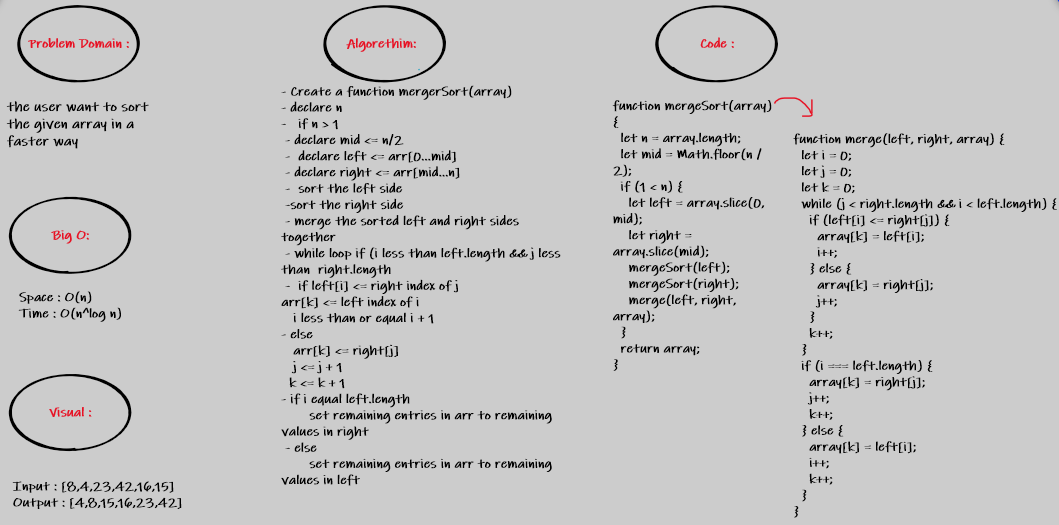 Problem Domain :
the user want to sort
the given array in a
faster way
Big O:
Space : O(n)
Time : O(n^log n)
Visual :
Input : [8,4,23,42,16,15]
Output : [4,8,15,16,23,42]
Algorethim:
- Create a function mergerSort(array)
- declare n
- if n > 1
- declare mid <= n/2
- declare left <= arr[0...mid]
- declare right <= arr[mid...n]
- sort the left side
-sort the right side
- merge the sorted left and right sides
together
- while loop if (i less than left.length && j less
than right.length
- if left[i] <= right index of j
arr[k] <= left index of i
i less than or equal i + 1
- else
arr[k] <= right[j]
j <= j + 1
k <= k + 1
- if i equal left.length
set remaining entries in arr to remaining
values in right
- else
set remaining entries in arr to remaining
values in left
Code :
function mergeSort(array)
{
let n = array.length;
let mid = Math.floor(n /
2);
if (1 < n) {
let left = array.slice(0,
mid);
let right =
array.slice(mid);
mergeSort(left);
mergeSort(right);
merge(left, right,
array);
}
return array;
}
function merge(left, right, array) {
let i = 0;
let j = 0;
let k = 0;
while (j < right.length && i < left.length) {
if (left[i] <= right[j]) {
array[k] = left[i];
i++;
} else {
array[k] = right[j];
j++;
}
k++;
}
if (i === left.length) {
array[k] = right[j];
j++;
k++;
} else {
array[k] = left[i];
i++;
k++;
}
}